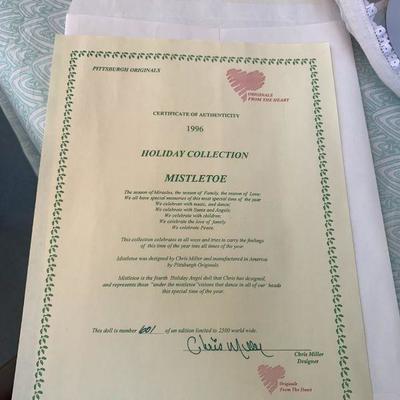 PITTSBURGH ORIGINALS
ORIGINALS
FROM THE HEART
CERTIFICATE OF AUTHENTICITY
1996
HOLIDAY COLLECTION
MISTLETOE
The season of Miracles, the season of Family, the season of Love:
We all have special memories of this most special time of the year
We celebrate with music, and dance;
We celebrate with Santa and Angels;
We celebrate with children;
We celebrate the love of family
We celebrate Peace.
This collection celebrates in all ways and tries to carry the feelings
of this time of the year into all times of the year.
Mistletoe was designed by Chris Miller and manufactured in America
by Pittsburgh Originals.
Mistletoe is the fourth Holiday Angel doll that Chris has designed,
and represents those "under the mistletoe" visions that dance in all of our heads
this special time of the year.
This doll is number 601 of an edition limited to 2500 world wide.
Chris Miller
Chris Miller
Designer
Originals
From The Heart